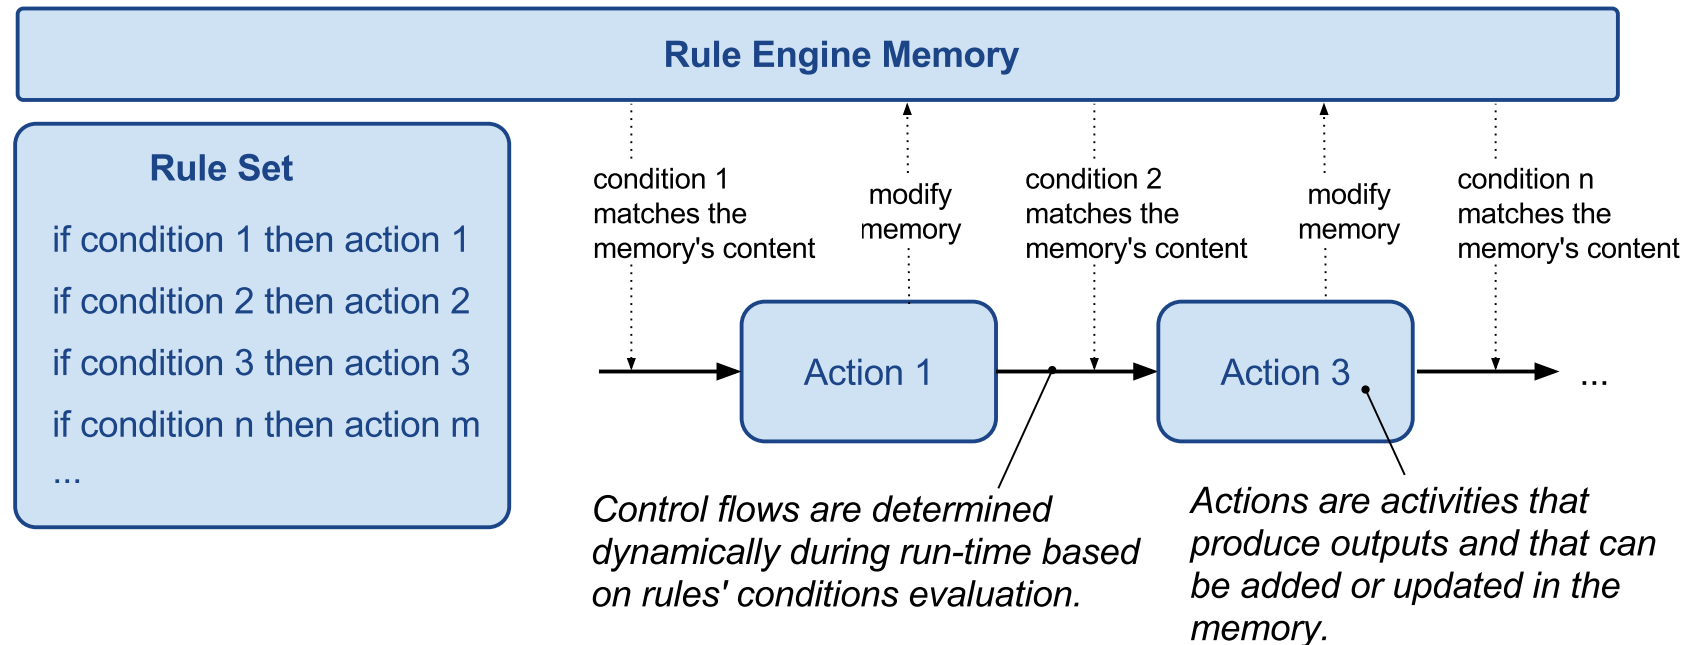 Rule Engine Memory
Rule Set
if condition 1 then action 1
if condition 2 then action 2
if condition 3 then action 3
if condition n then action m
...
condition 1
matches the
memory's content
modify
memory
condition 2
matches the
memory's content
modify
memory
condition n
matches the
memory's content
Action 1
Action 3
...
Control flows are determined
dynamically during run-time based
on rules' conditions evaluation.
Actions are activities that
produce outputs and that can
be added or updated in the
memory.